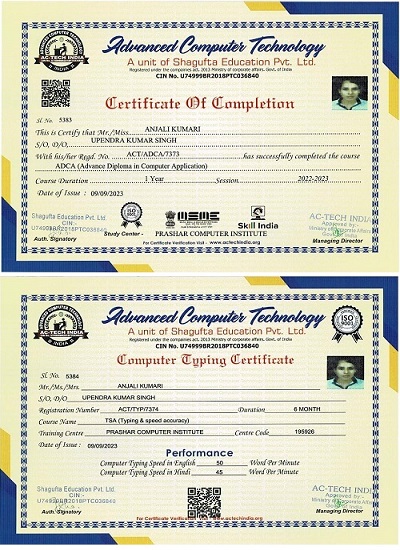 Advanced Computer Technology
A unit of Shagufta Education Pvt. Ltd.
Registered under the companies act. 2013 Ministry of corporate affairs. Govt. of India
CIN No. U74999BR2018PTC036840
Certificate Of Completion
Sl. No. 5383
This is Certify that Mr./Miss. ANJALI KUMARI
S/O, D/O UPENDRA KUMAR SINGH
With his/her Regd. No. ACT/ADCA/7373 has successfully completed the course
ADCA (Advance Diploma in Computer Application)
Course Duration 1 Year Session 2022-2023
Date of Issue : 09/09/2023
Shagufta Education Pvt. Ltd.
CIN -
U74999BR2018PTC036840
Auth. Signatory
Study Center - PRASHAR COMPUTER INSTITUTE
MSME
Skill India
AC-TECH INDIA
Approved by:-
Managing Director
For Certificate Verification Visit - www.actechindia.org
Advanced Computer Technology
A unit of Shagufta Education Pvt. Ltd.
Registered under the companies act. 2013 Ministry of corporate affairs. Govt. of India
CIN No. U74999BR2018PTC036840
ISO 9001
Computer Typing Certificate
Sl. No. 5384
Mr./Ms./Mrs. ANJALI KUMARI
S/O, D/O UPENDRA KUMAR SINGH
Registration Number ACT/TYP/7374 Duration 6 MONTH
Course Name TSA (Typing & speed accuracy)
Training Centre PRASHAR COMPUTER INSTITUTE Centre Code 195926
Date of Issue : 09/09/2023
Performance
Computer Typing Speed in English 50 Word Per Minute
Computer Typing Speed in Hindi 45 Word Per Minute
Shagufta Education Pvt. Ltd.
CIN -
U74999BR2018PTC036840
Auth. Signatory
AC-TECH INDIA
Approved by:-
Managing Director
For Certificate Verification Visit - www.actechindia.org